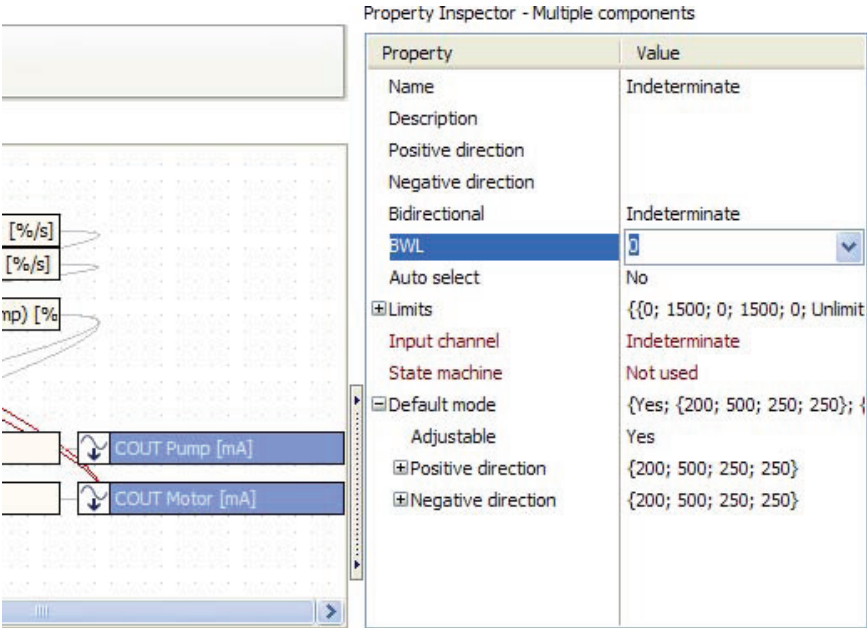 Property Inspector - Multiple components
Property Value
Name Indeterminate
Description
Positive direction
Negative direction
Bidirectional Indeterminate
BWL 0
Auto select No
Limits {{0; 1500; 0; 1500; 0; Unlimit
Input channel Indeterminate
State machine Not used
Default mode {Yes; {200; 500; 250; 250}; {
Adjustable Yes
Positive direction {200; 500; 250; 250}
Negative direction {200; 500; 250; 250}
[%/s]
[%/s]
mp) [%
COUT Pump [mA]
COUT Motor [mA]